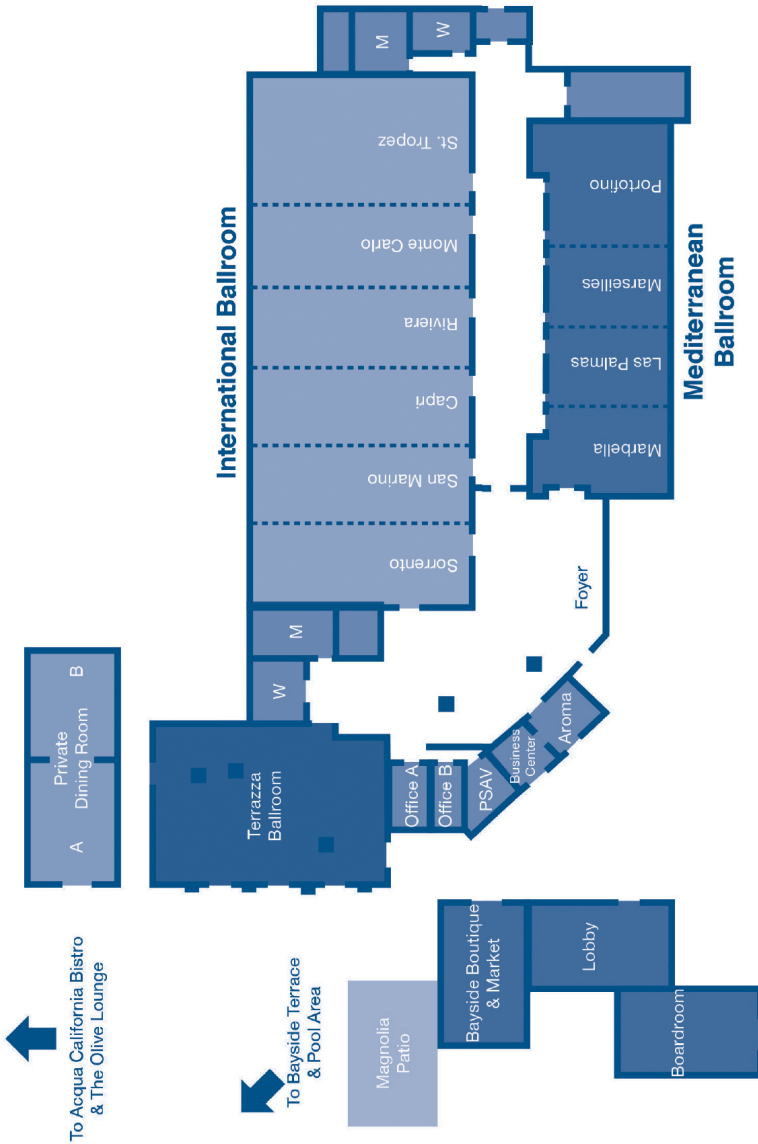 To Acqua California Bistro
& The Olive Lounge
To Bayside Terrace
& Pool Area
Private
Dining Room
A
B
Terrazza
Ballroom
W
M
International Ballroom
Sorrento
San Marino
Capri
Riviera
Monte Carlo
St. Tropez
M
W
Magnolia
Patio
Bayside Boutique
& Market
Lobby
Boardroom
Office A
Office B
PSAV
Business
Center
Aroma
Foyer
Marbella
Las Palmas
Marseilles
Portofino
Mediterranean
Ballroom